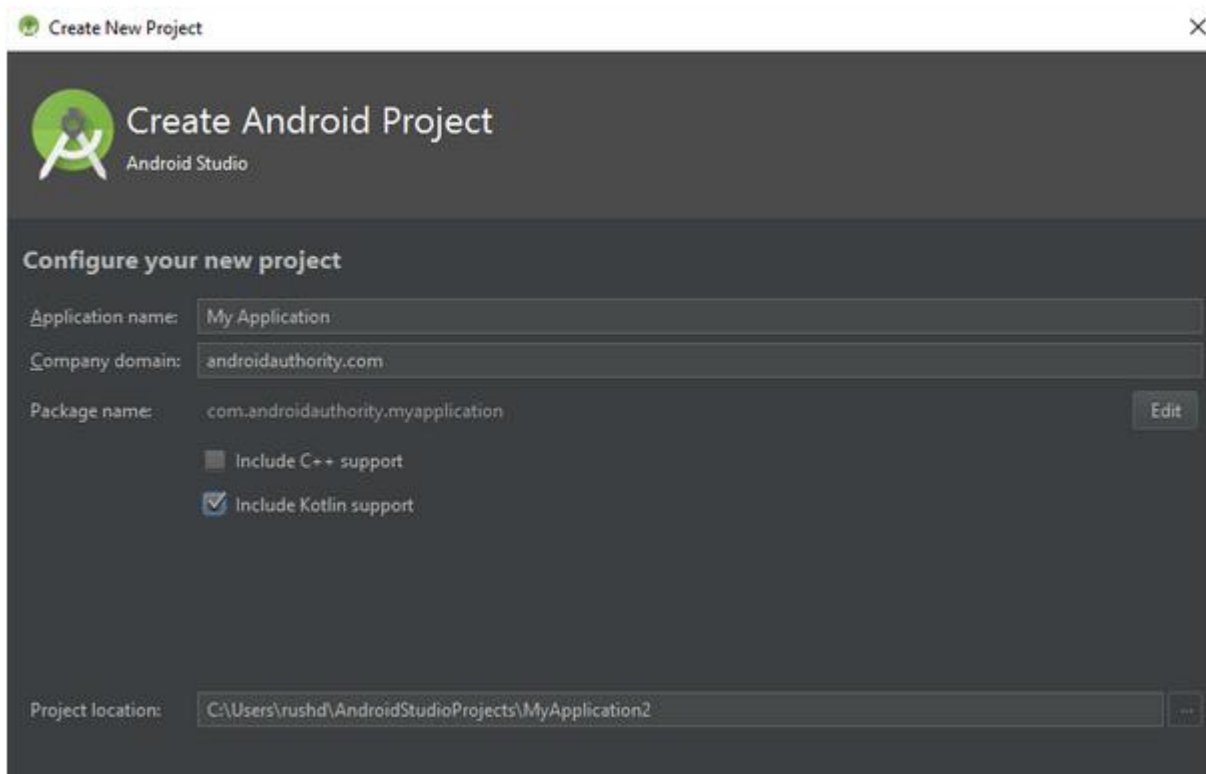 Create New Project
Create Android Project
Android Studio
Configure your new project
Application name: My Application
Company domain: androidauthority.com
Package name: com.androidauthority.myapplication Edit
Include C++ support
Include Kotlin support
Project location: C:\Users\rushd\AndroidStudioProjects\MyApplication2 ...